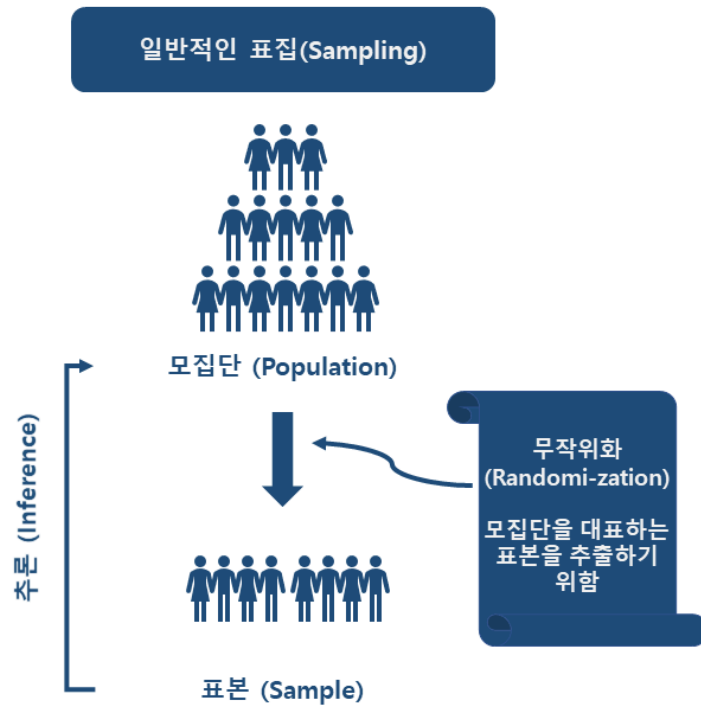 일반적인 표집(Sampling)
모집단 (Population)
무작위화
(Randomi-zation)
모집단을 대표하는
표본을 추출하기
위함
추론 (Inference)
표본 (Sample)